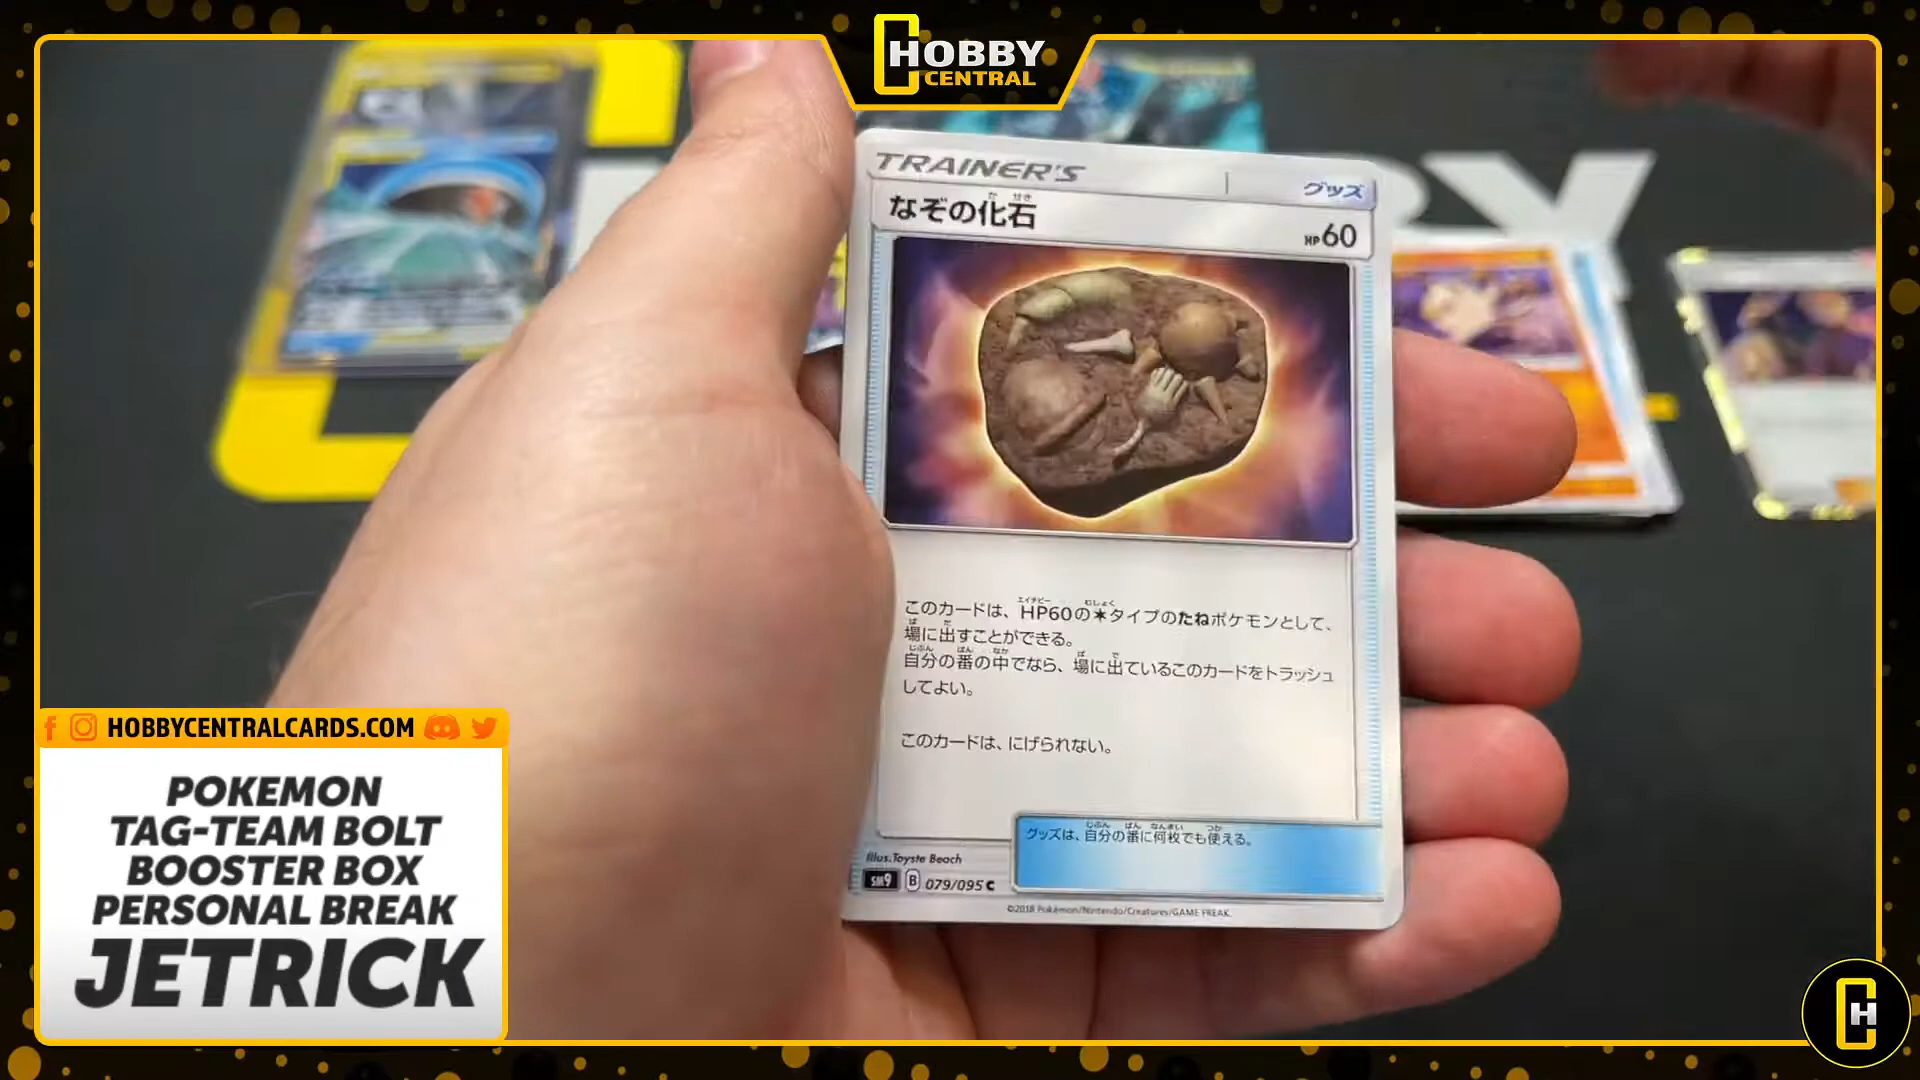 HOBBY
CENTRAL
TRAINER'S
グッズ
なぞの化石
HP60
このカードは、HP60の✶タイプのたねポケモンとして、
場に出すことができる。
自分の番の中でなら、場に出ているこのカードをトラッシュ
してよい。
このカードは、にげられない。
グッズは、自分の番に何枚でも使える。
Illus.Toyste Beach
SM9 B 079/095 C
©2018 Pokémon/Nintendo/Creatures/GAME FREAK.
HOBBYCENTRALCARDS.COM
POKEMON
TAG-TEAM BOLT
BOOSTER BOX
PERSONAL BREAK
JETRICK
CH